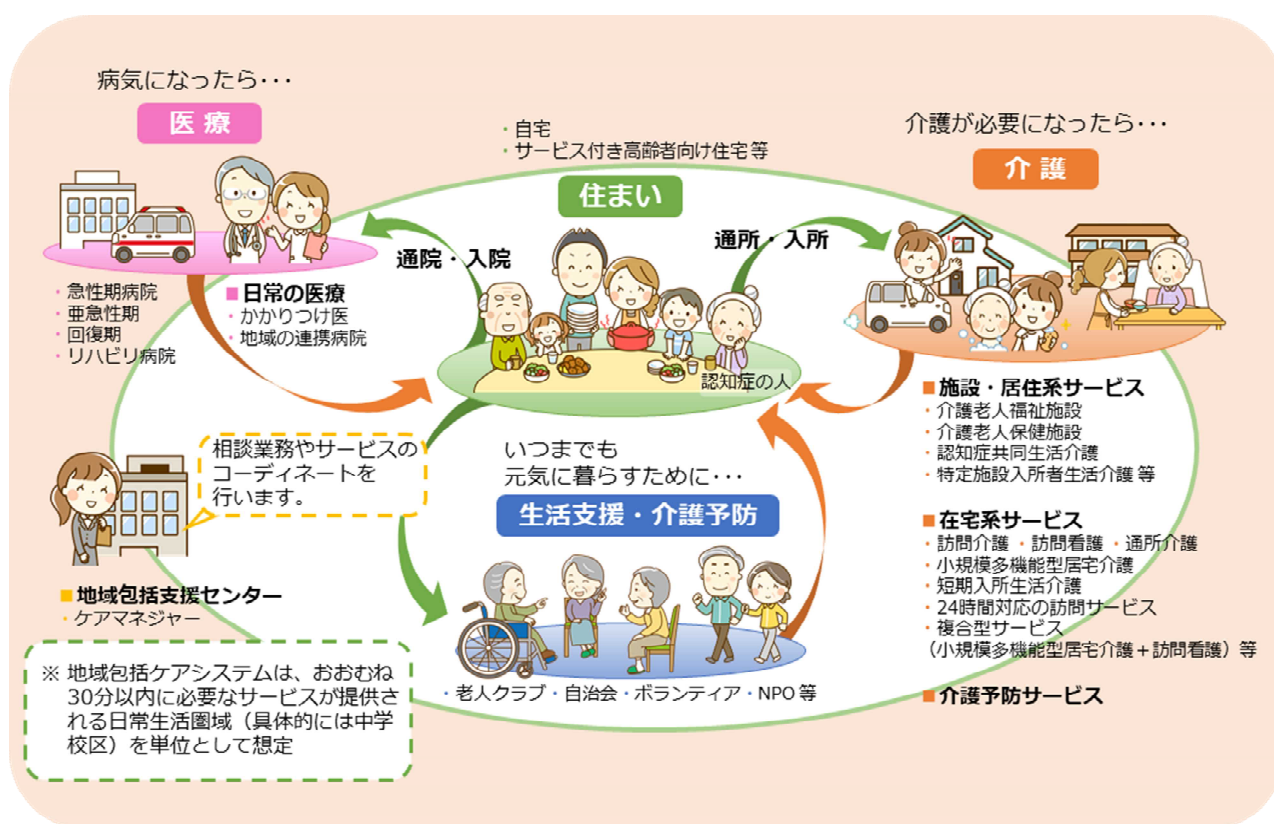 病気になったら･･･
医療
・急性期病院
・亜急性期
・回復期
・リハビリ病院
■日常の医療
・かかりつけ医
・地域の連携病院
・自宅
・サービス付き高齢者向け住宅等
住まい
通院・入院
通所・入所
認知症の人
介護が必要になったら･･･
介護
■施設・居住系サービス
・介護老人福祉施設
・介護老人保健施設
・認知症共同生活介護
・特定施設入所者生活介護 等
■在宅系サービス
・訪問介護 ・訪問看護 ・通所介護
・小規模多機能型居宅介護
・短期入所生活介護
・24時間対応の訪問サービス
・複合型サービス
（小規模多機能型居宅介護＋訪問看護）等
■介護予防サービス
相談業務やサービスの
コーディネートを
行います。
■地域包括支援センター
・ケアマネジャー
いつまでも
元気に暮らすために･･･
生活支援・介護予防
・老人クラブ・自治会・ボランティア・NPO 等
※ 地域包括ケアシステムは、おおむね
30分以内に必要なサービスが提供さ
れる日常生活圏域（具体的には中学
校区）を単位として想定